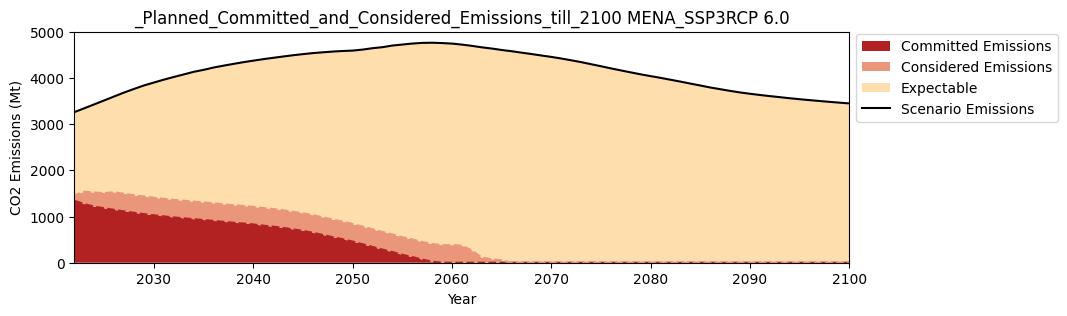 _Planned_Committed_and_Considered_Emissions_till_2100 MENA_SSP3RCP 6.0
5000
4000
3000
2000
1000
0
CO2 Emissions (Mt)
2030 2040 2050 2060 2070 2080 2090 2100
Year
Committed Emissions
Considered Emissions
Expectable
Scenario Emissions